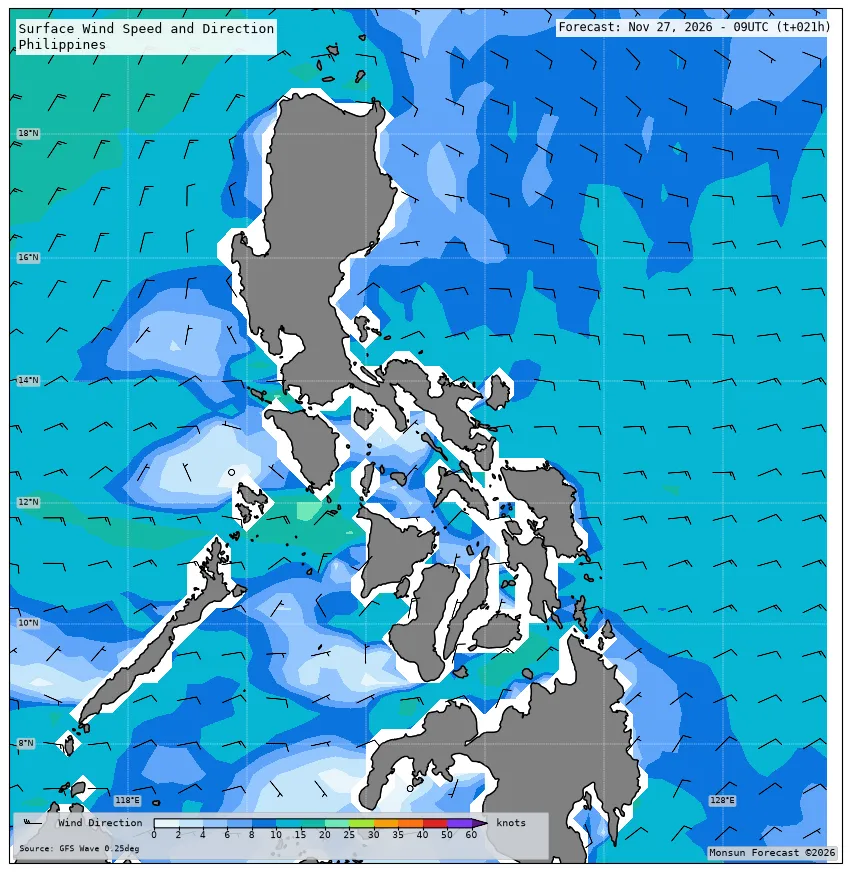 Surface Wind Speed and Direction
Philippines
Forecast: Nov 27, 2026 - 09UTC (t+021h)
18°N
16°N
14°N
12°N
10°N
8°N
118°E
128°E
Wind Direction
0 2 4 6 8 10 15 20 25 30 35 40 50 60
knots
Source: GFS Wave 0.25deg
Monsun Forecast ©2026